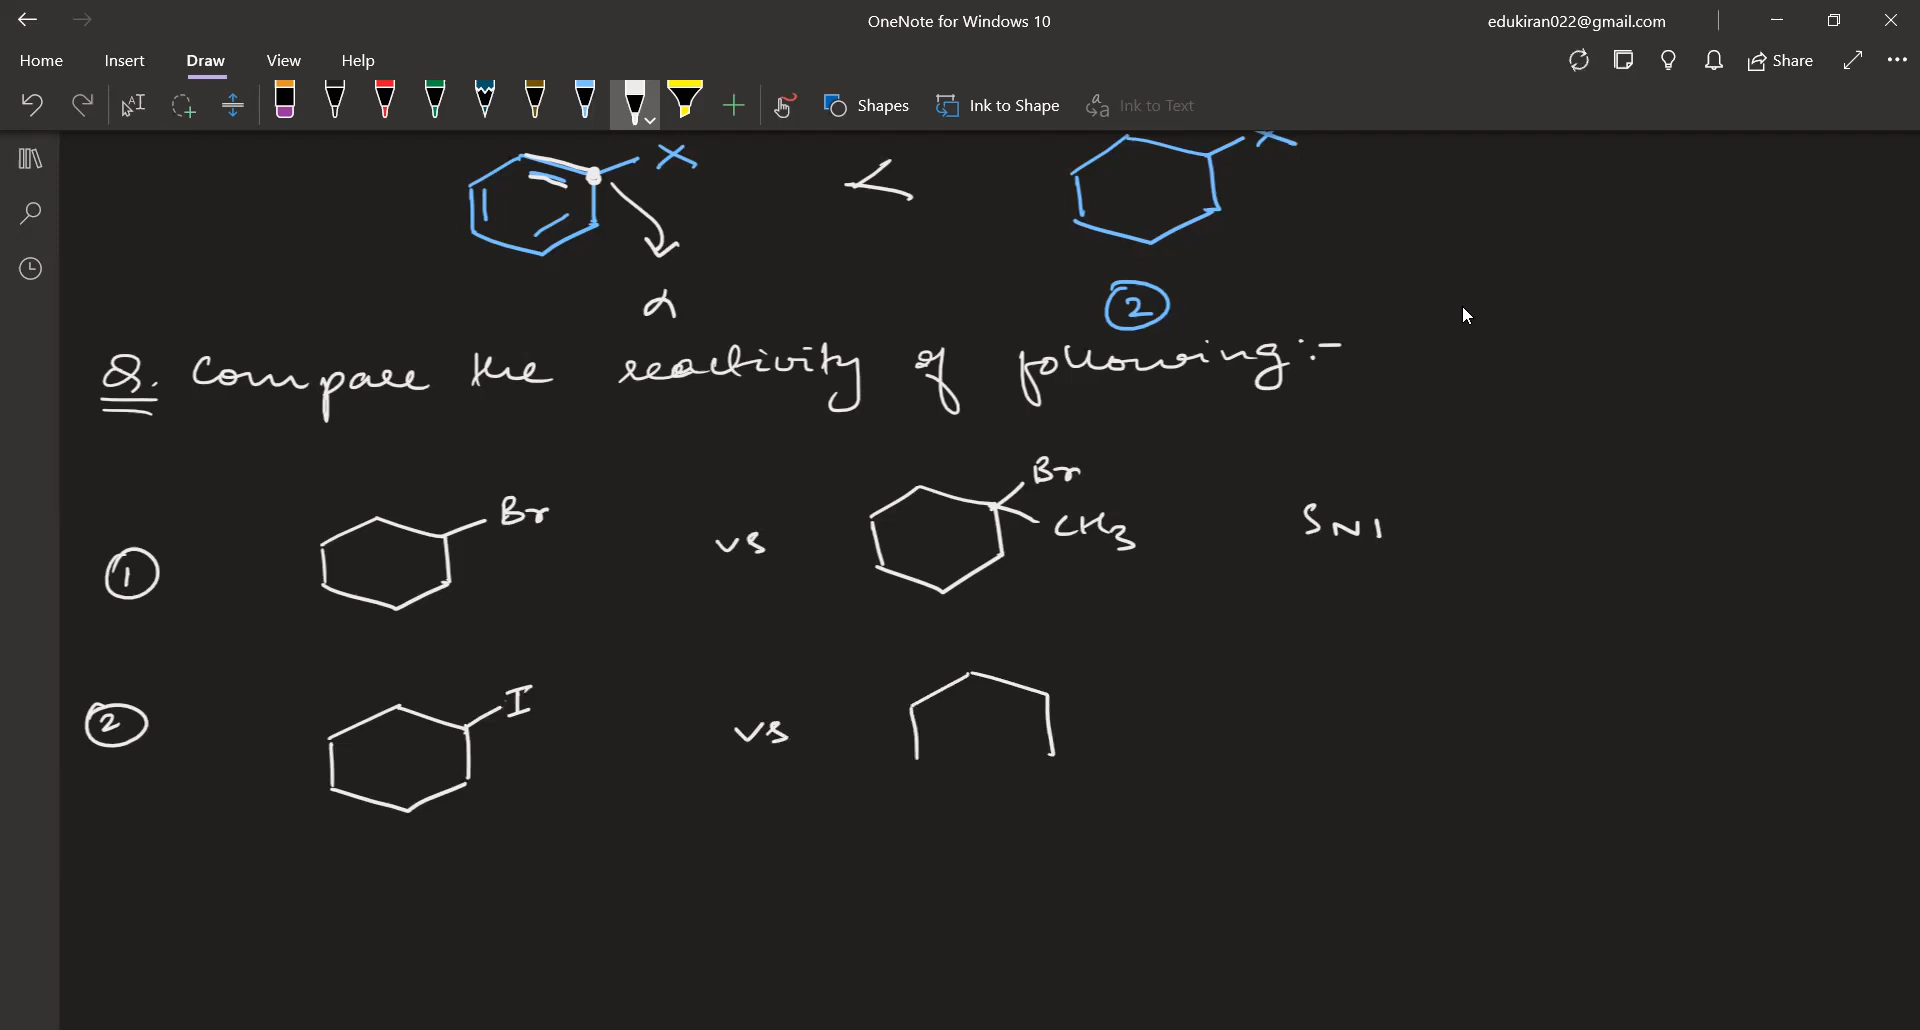 OneNote for Windows 10
edukiran022@gmail.com
Home Insert Draw View Help
Share
Shapes Ink to Shape Ink to Text
X < X
α
2
Q. Compare the reactivity of following :-
Br
Br
1 vs CH3 SN1
I
2 vs